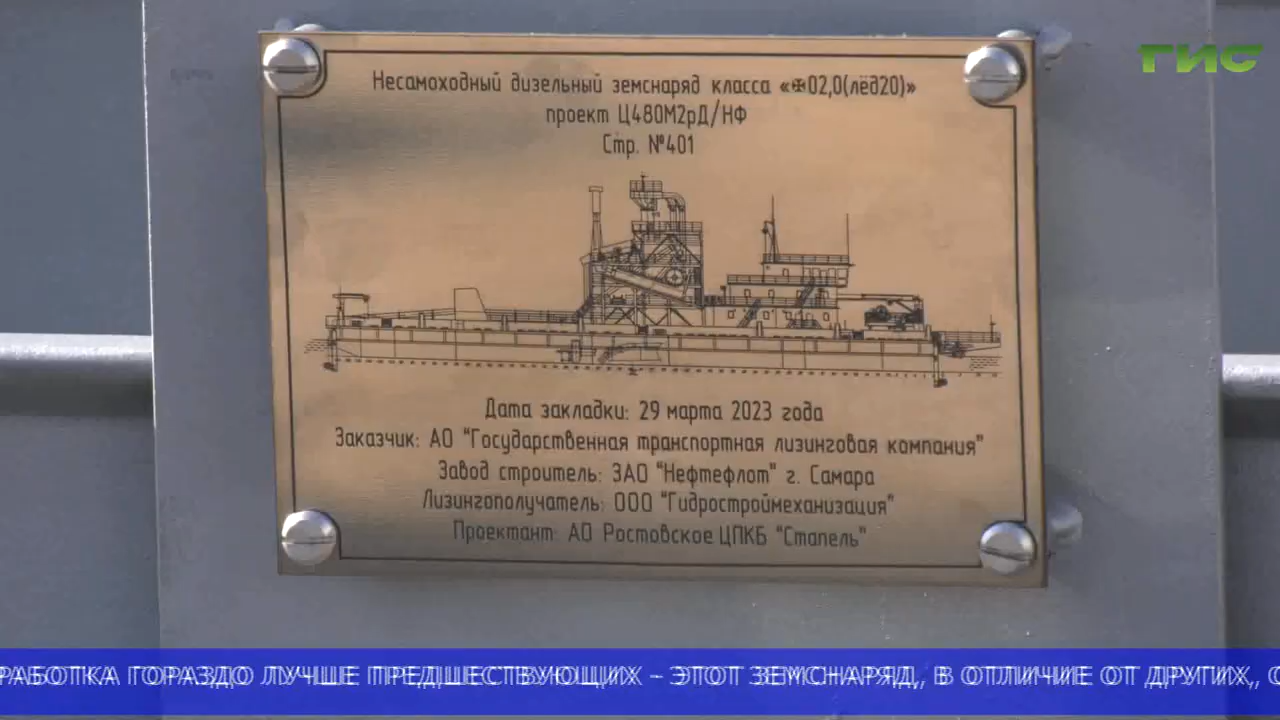 ГИС
Несамоходный дизельный земснаряд класса «✠О2,0(лёд20)»
проект Ц480М2рД/НФ
Стр. №401
Дата закладки: 29 марта 2023 года
Заказчик: АО "Государственная транспортная лизинговая компания"
Завод строитель: ЗАО "Нефтефлот" г. Самара
Лизингополучатель: ООО "Гидростроймеханизация"
Проектант: АО Ростовское ЦПКБ "Стапель"
РАБОТКА ГОРАЗДО ЛУЧШЕ ПРЕДШЕСТВУЮЩИХ - ЭТОТ ЗЕМСНАРЯД, В ОТЛИЧИЕ ОТ ДРУГИХ, С